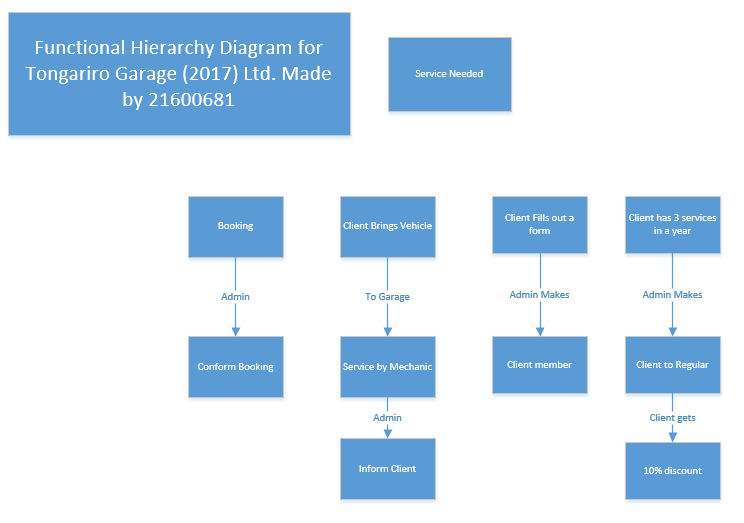 Functional Hierarchy Diagram for
Tongariro Garage (2017) Ltd. Made
by 21600681
Service Needed
Booking
Client Brings Vehicle
Client Fills out a
form
Client has 3 services
in a year
Admin
To Garage
Admin Makes
Admin Makes
Conform Booking
Service by Mechanic
Client member
Client to Regular
Admin
Client gets
Inform Client
10% discount